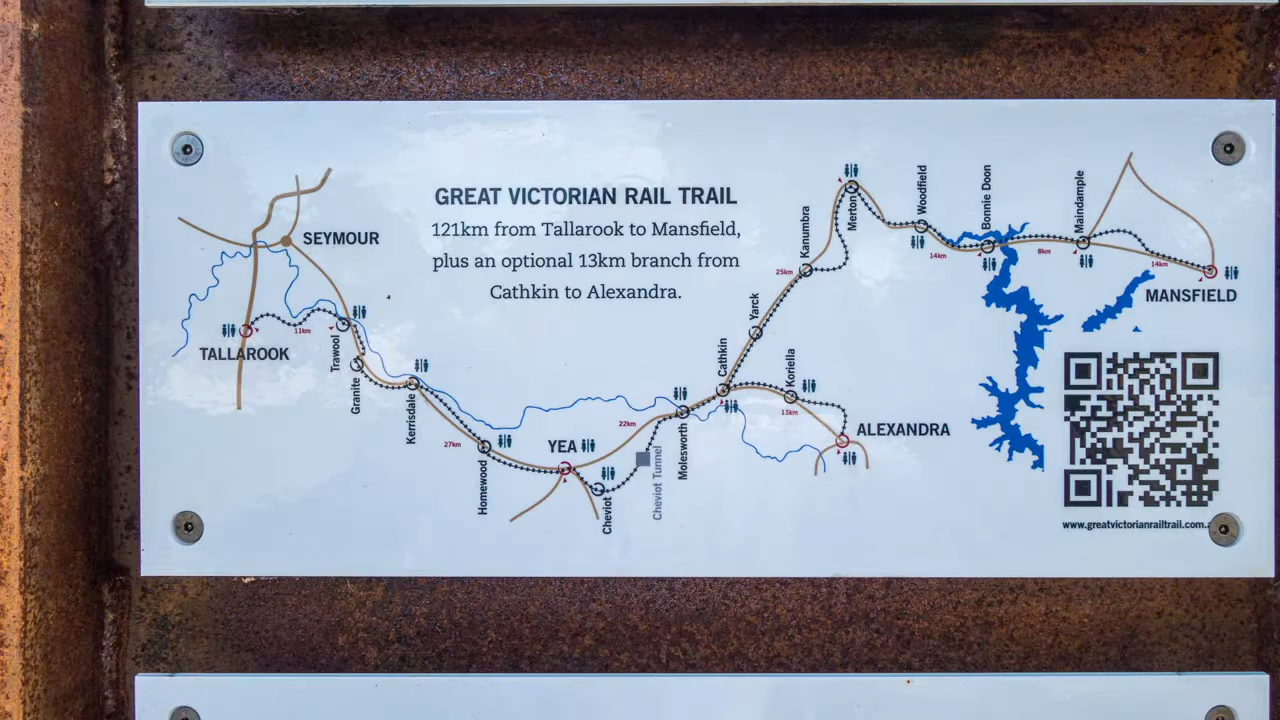 GREAT VICTORIAN RAIL TRAIL
121km from Tallarook to Mansfield,
plus an optional 13km branch from
Cathkin to Alexandra.
SEYMOUR
TALLAROOK
11km
Trawool
Granite
Kerrisdale
27km
Homewood
YEA
Cheviot
22km
Cheviot Tunnel
Molesworth
Cathkin
Koriella
13km
ALEXANDRA
Yarck
25km
Kanumbra
Merton
Woodfield
14km
Bonnie Doon
8km
Maindample
14km
MANSFIELD
www.greatvictorianrailtrail.com.